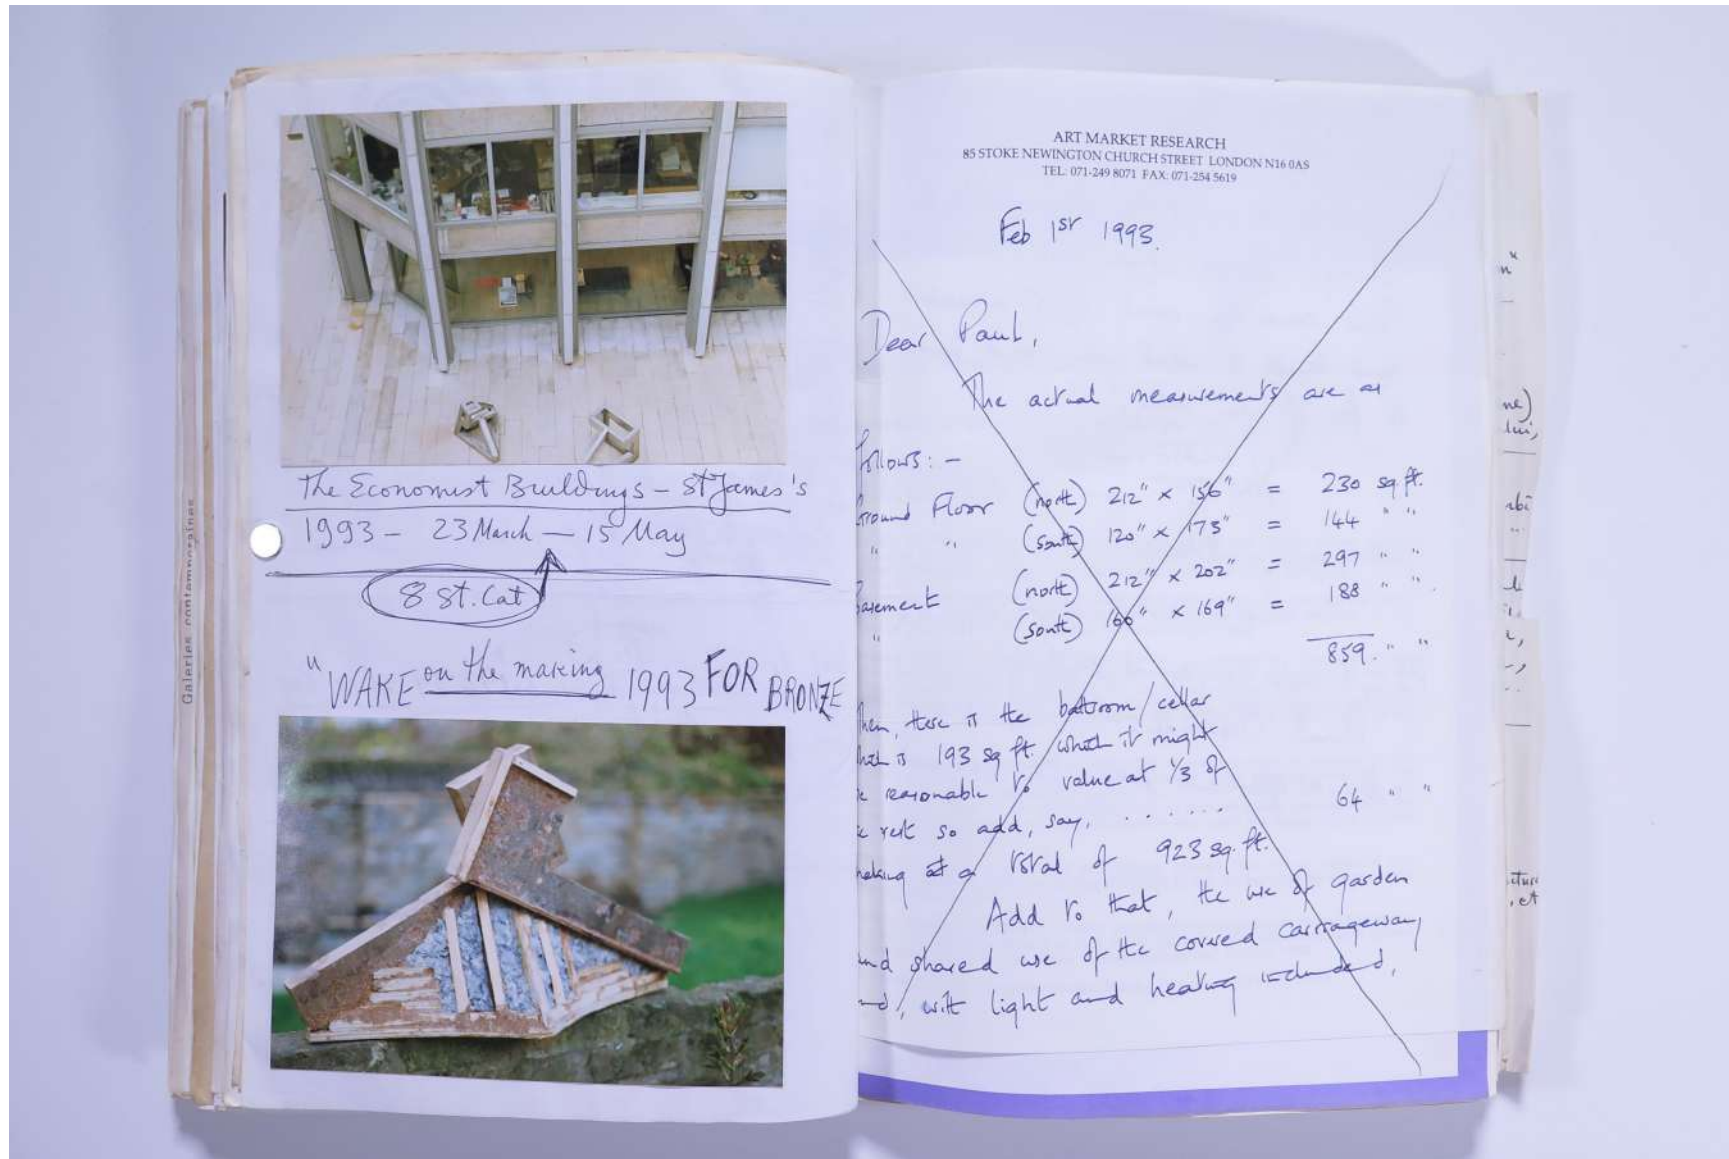 The Economist Buildings – St James's
1993 – 23 March – 15 May
8 St. Cat
"WAKE on the making 1993 FOR BRONZE
Galeries contemporaines
ART MARKET RESEARCH
85 STOKE NEWINGTON CHURCH STREET LONDON N16 0AS
TEL: 071-249 8071 FAX: 071-254 5619
Feb 1st 1993.
Dear Paul,
The actual measurements are as
follows: –
Ground Floor (north) 212" × 156" = 230 sq.ft.
" " (south) 120" × 173" = 144 " "
Basement (north) 212" × 202" = 297 " "
" (south) 160" × 169" = 188 " "
859. " "
Then, there is the bathroom/cellar
which is 193 sq ft. which it might
be reasonable to value at 1/3 of
the rest so add, say, . . . . . . 64 " "
making at a total of 923 sq.ft.
Add to that, the use of garden
and shared use of the covered carriageway
and, with light and heating included,